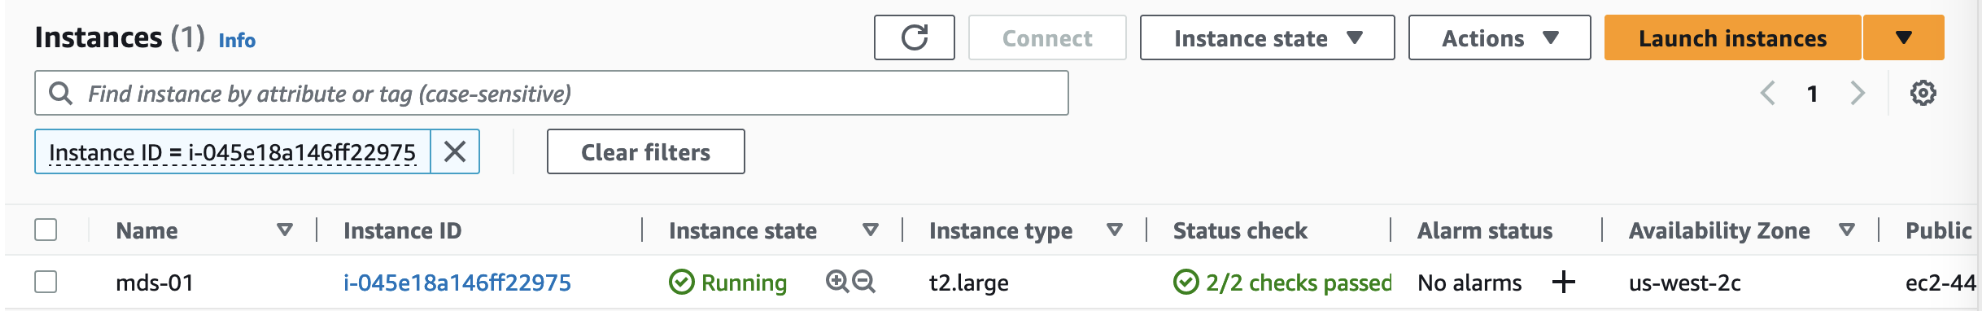 Instances (1) Info Connect Instance state Actions Launch instances
Find instance by attribute or tag (case-sensitive) 1
Instance ID = i-045e18a146ff22975 Clear filters
Name Instance ID Instance state Instance type Status check Alarm status Availability Zone Public
mds-01 i-045e18a146ff22975 Running t2.large 2/2 checks passed No alarms + us-west-2c ec2-44